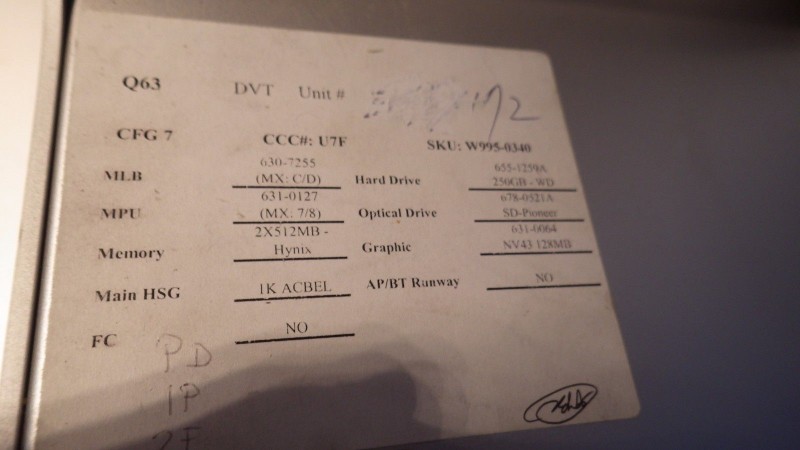 Q63 DVT Unit #
CFG 7 CCC#: U7F SKU: W995-0340
MLB 630-7255 (MX: C/D) Hard Drive 655-1259A 250GB - WD
MPU 631-0127 (MX: 7/8) Optical Drive 678-0521A SD-Pioneer
Memory 2X512MB - Hynix Graphic 631-0064 NV43 128MB
Main HSG 1K ACBEL AP/BT Runway NO
FC NO
PD
1P